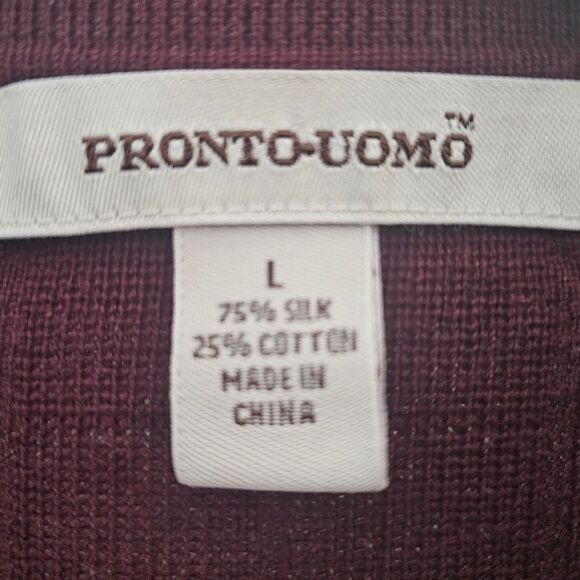 PRONTO-UOMO™
L
75% SILK
25% COTTON
MADE IN
CHINA